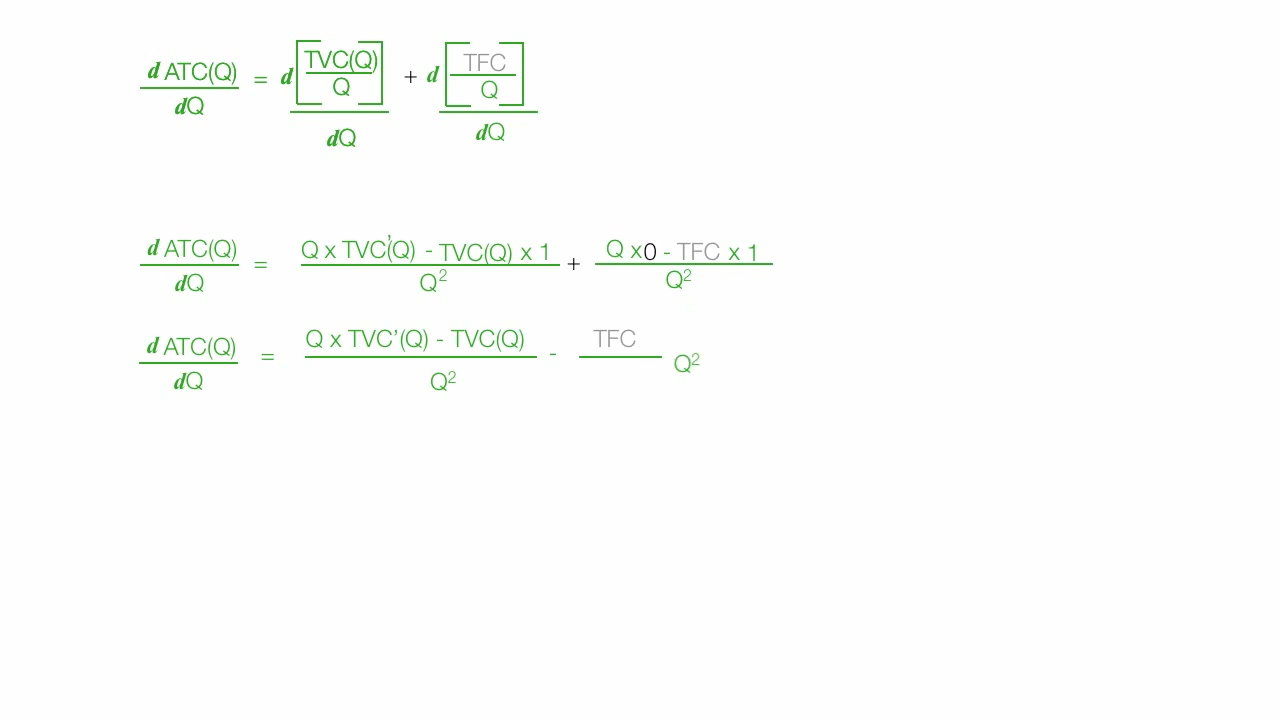 d ATC(Q) = d [TVC(Q) + d [TFC
dQ Q] Q]
dQ dQ
d ATC(Q) = Q x TVC’(Q) - TVC(Q) x 1 + Q x 0 - TFC x 1
dQ Q² Q²
d ATC(Q) = Q x TVC’(Q) - TVC(Q) - TFC
dQ Q² Q²